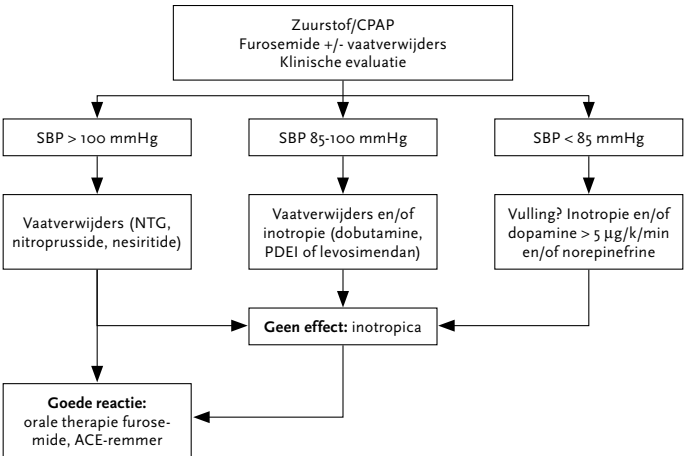 Zuurstof/CPAP
Furosemide +/- vaatverwijders
Klinische evaluatie
SBP > 100 mmHg
SBP 85-100 mmHg
SBP < 85 mmHg
Vaatverwijders (NTG,
nitroprusside, nesiritide)
Vaatverwijders en/of
inotropie (dobutamine,
PDEI of levosimendan)
Vulling? Inotropie en/of
dopamine > 5 µg/k/min
en/of norepinefrine
Geen effect: inotropica
Goede reactie:
orale therapie furose-
mide, ACE-remmer